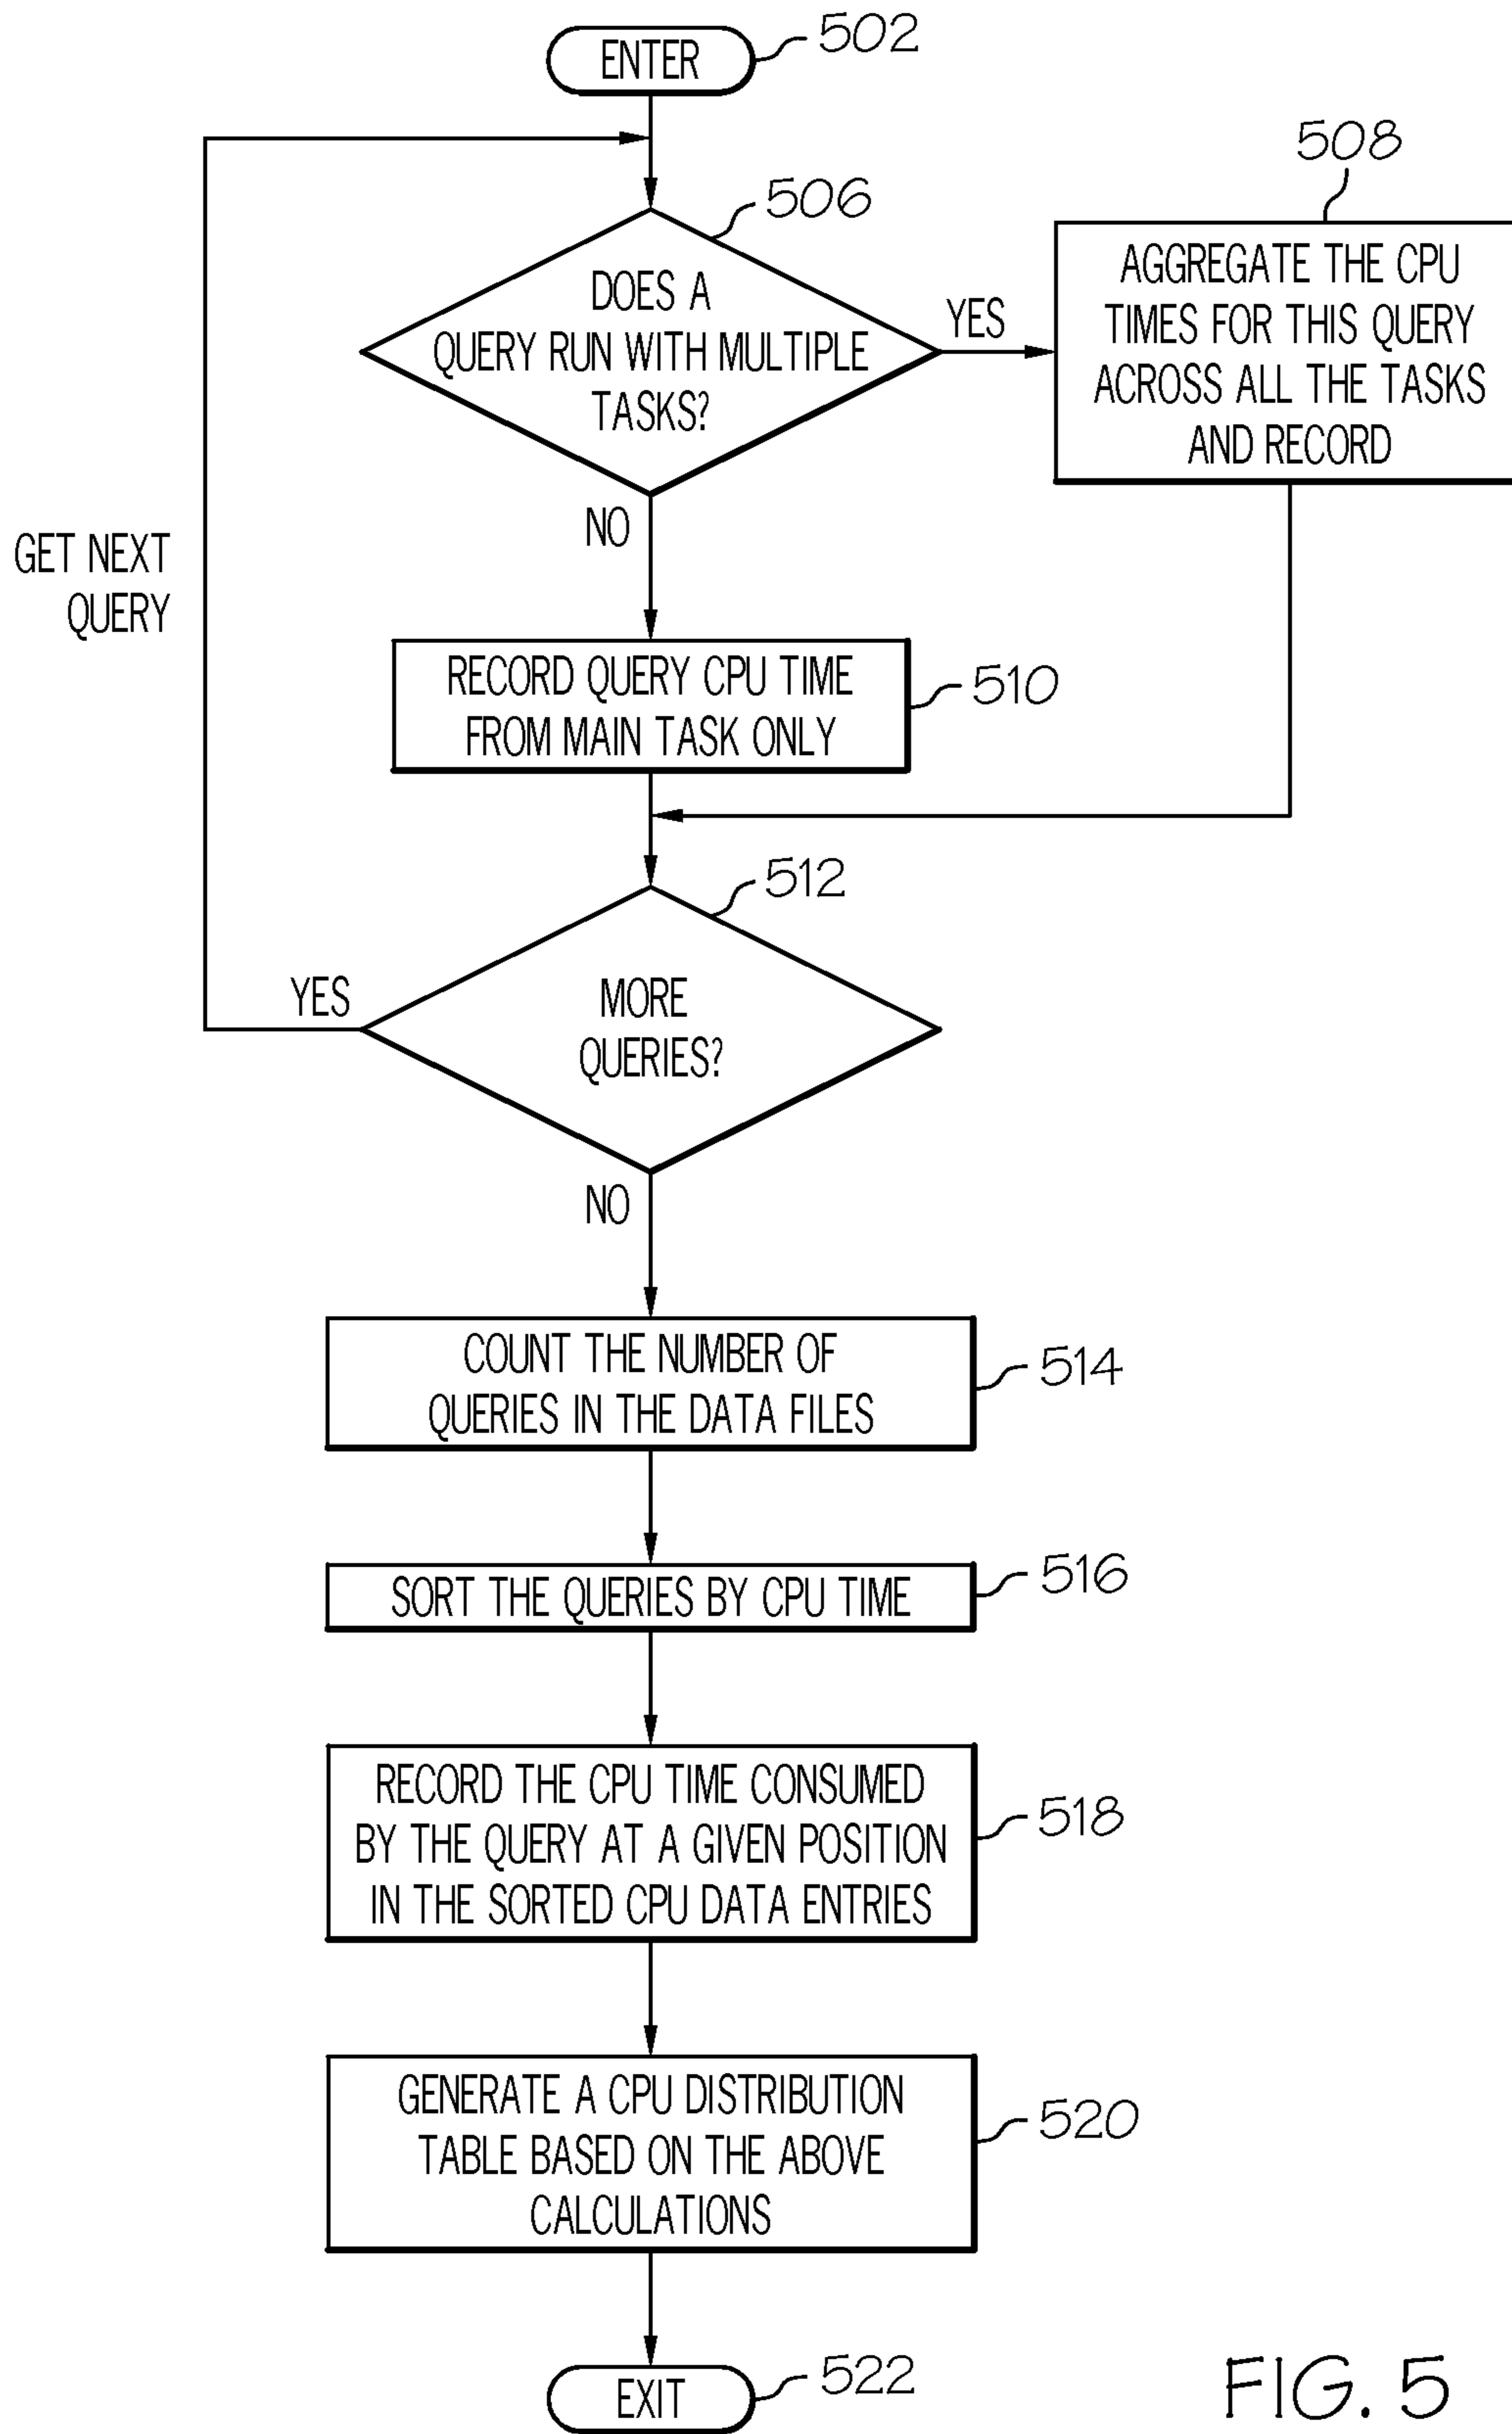 ENTER
502
506
508
DOES A
QUERY RUN WITH MULTIPLE
TASKS?
YES
AGGREGATE THE CPU
TIMES FOR THIS QUERY
ACROSS ALL THE TASKS
AND RECORD
NO
GET NEXT
QUERY
RECORD QUERY CPU TIME
FROM MAIN TASK ONLY
510
512
YES
MORE
QUERIES?
NO
COUNT THE NUMBER OF
QUERIES IN THE DATA FILES
514
SORT THE QUERIES BY CPU TIME
516
RECORD THE CPU TIME CONSUMED
BY THE QUERY AT A GIVEN POSITION
IN THE SORTED CPU DATA ENTRIES
518
GENERATE A CPU DISTRIBUTION
TABLE BASED ON THE ABOVE
CALCULATIONS
520
EXIT
522
FIG. 5